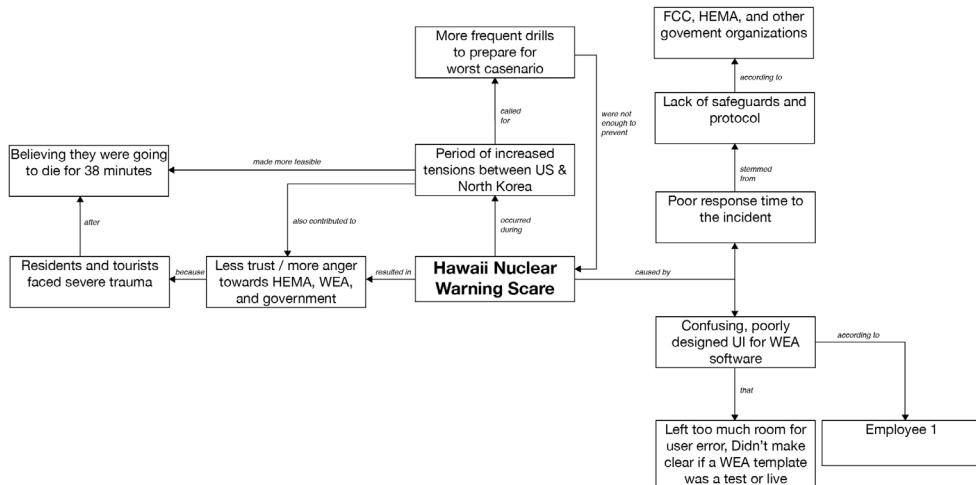 More frequent drills
to prepare for
worst casenario
FCC, HEMA, and other
govement organizations
according to
called
for
were not
enough to
prevent
Lack of safeguards and
protocol
Believing they were going
to die for 38 minutes
made more feasible
Period of increased
tensions between US &
North Korea
stemmed
from
Poor response time to
the incident
after
also contributed to
occurred
during
Residents and tourists
faced severe trauma
because
Less trust / more anger
towards HEMA, WEA,
and government
resulted in
Hawaii Nuclear
Warning Scare
caused by
Confusing, poorly
designed UI for WEA
software
according to
that
Left too much room for
user error, Didn't make
clear if a WEA template
was a test or live
Employee 1